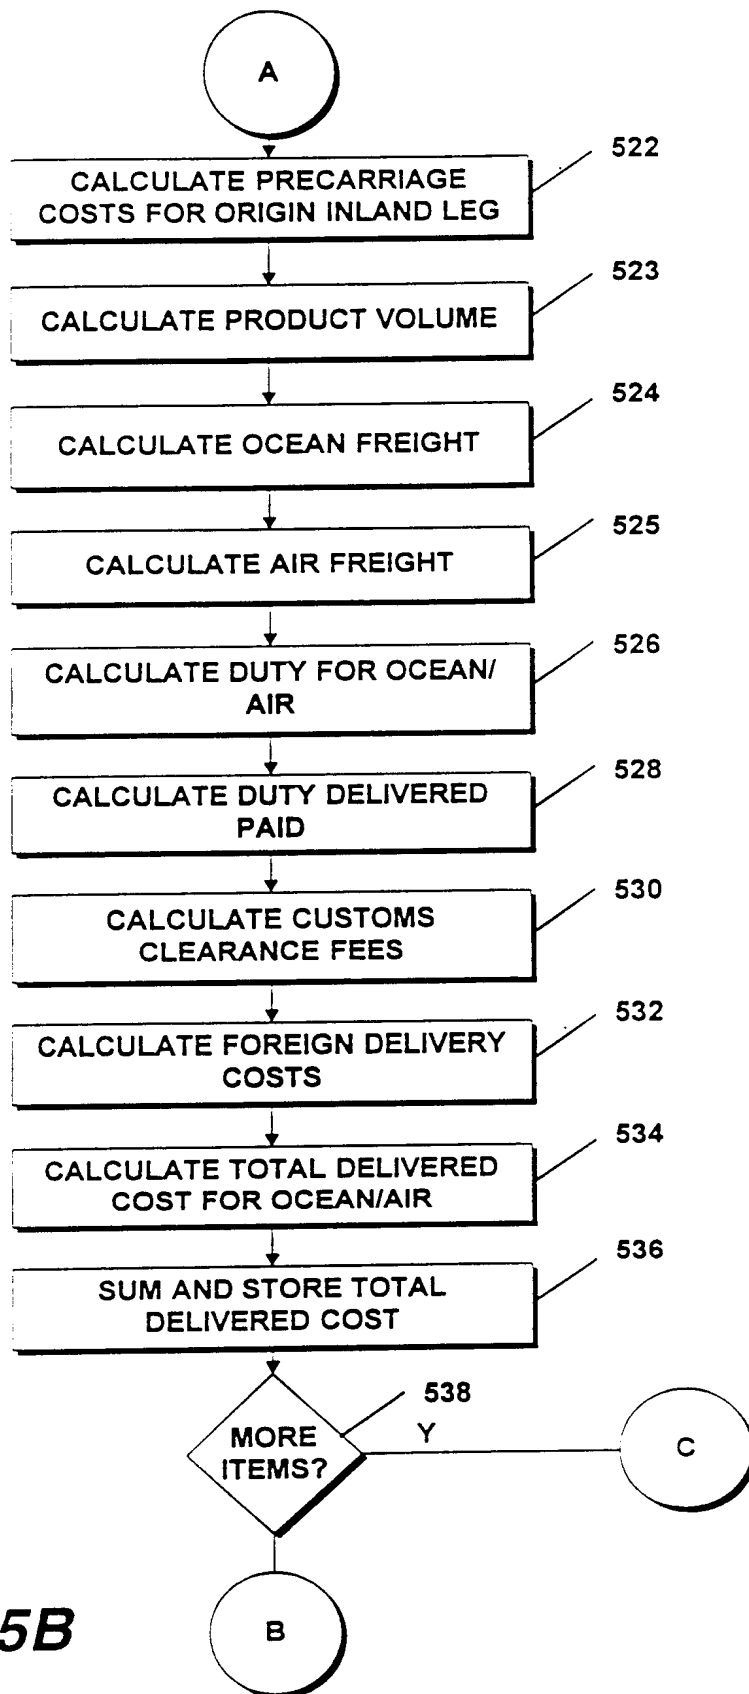 A
522
CALCULATE PRECARRIAGE
COSTS FOR ORIGIN INLAND LEG
523
CALCULATE PRODUCT VOLUME
524
CALCULATE OCEAN FREIGHT
525
CALCULATE AIR FREIGHT
526
CALCULATE DUTY FOR OCEAN/
AIR
528
CALCULATE DUTY DELIVERED
PAID
530
CALCULATE CUSTOMS
CLEARANCE FEES
532
CALCULATE FOREIGN DELIVERY
COSTS
534
CALCULATE TOTAL DELIVERED
COST FOR OCEAN/AIR
536
SUM AND STORE TOTAL
DELIVERED COST
538
MORE
ITEMS?
Y
C
B
5B